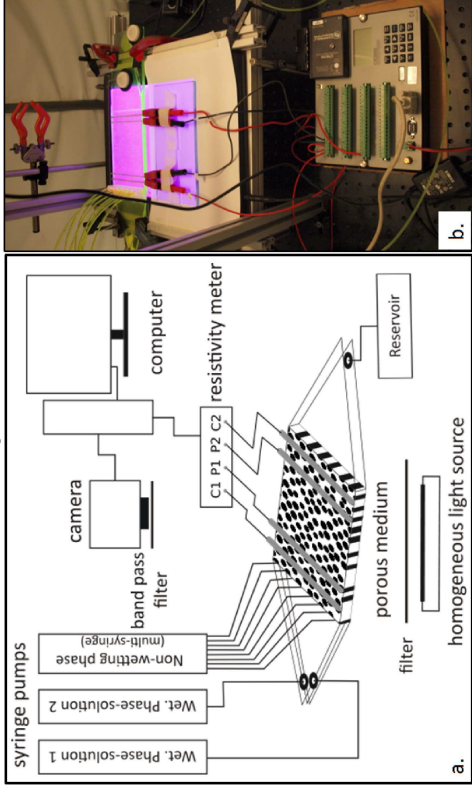 syringe pumps
Wet. Phase-solution 1
Wet. Phase-solution 2
Non-wetting phase
(multi-syringe)
camera
band pass
filter
computer
resistivity meter
C1 P1 P2 C2
porous medium
filter
homogeneous light source
Reservoir
a.
b.